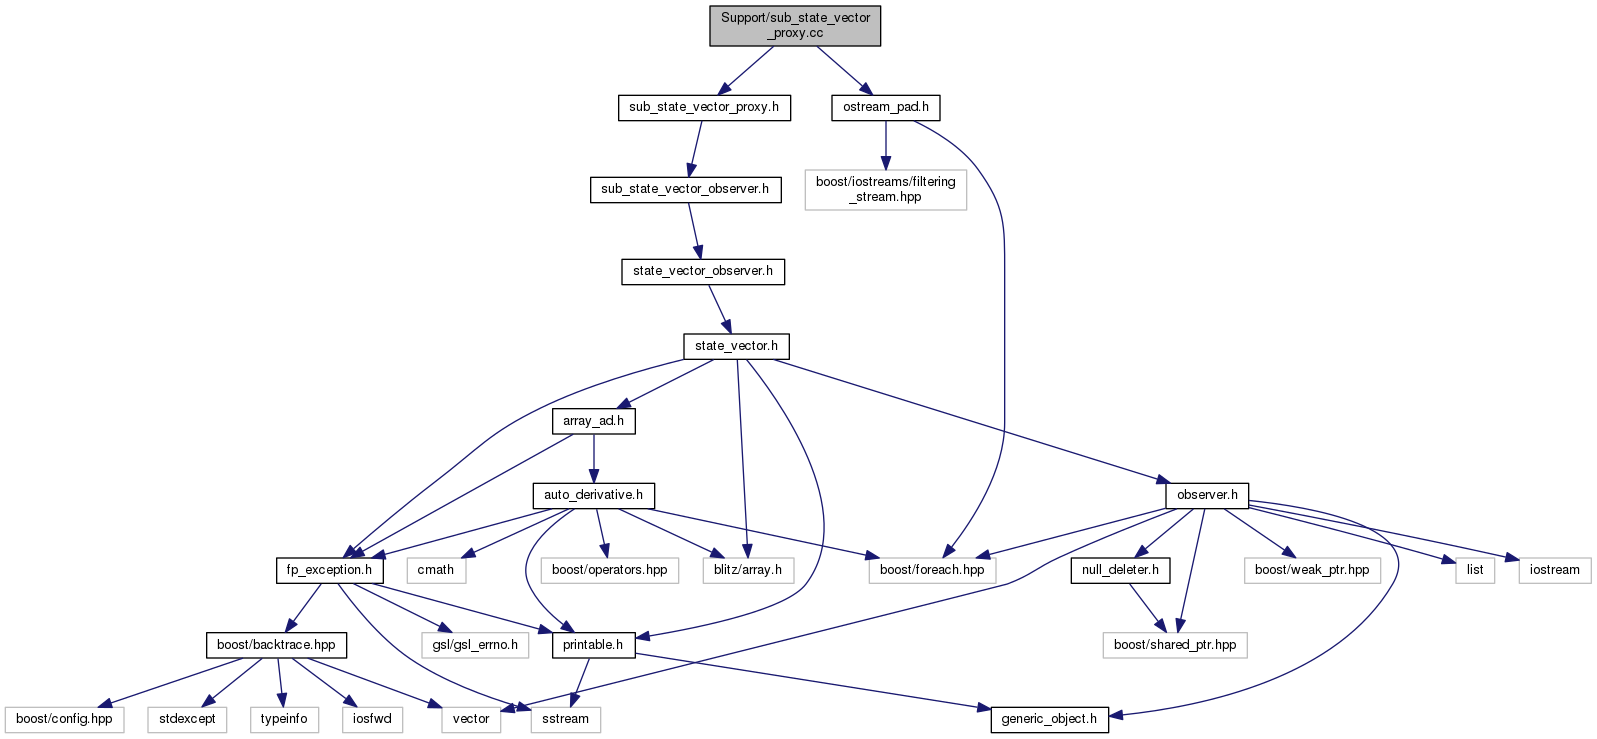 Support/sub_state_vector
_proxy.cc
sub_state_vector_proxy.h
ostream_pad.h
boost/iostreams/filtering
_stream.hpp
sub_state_vector_observer.h
state_vector_observer.h
state_vector.h
array_ad.h
auto_derivative.h
observer.h
fp_exception.h
cmath
boost/operators.hpp
blitz/array.h
boost/foreach.hpp
null_deleter.h
boost/weak_ptr.hpp
list
iostream
boost/backtrace.hpp
gsl/gsl_errno.h
printable.h
boost/shared_ptr.hpp
boost/config.hpp
stdexcept
typeinfo
iosfwd
vector
sstream
generic_object.h